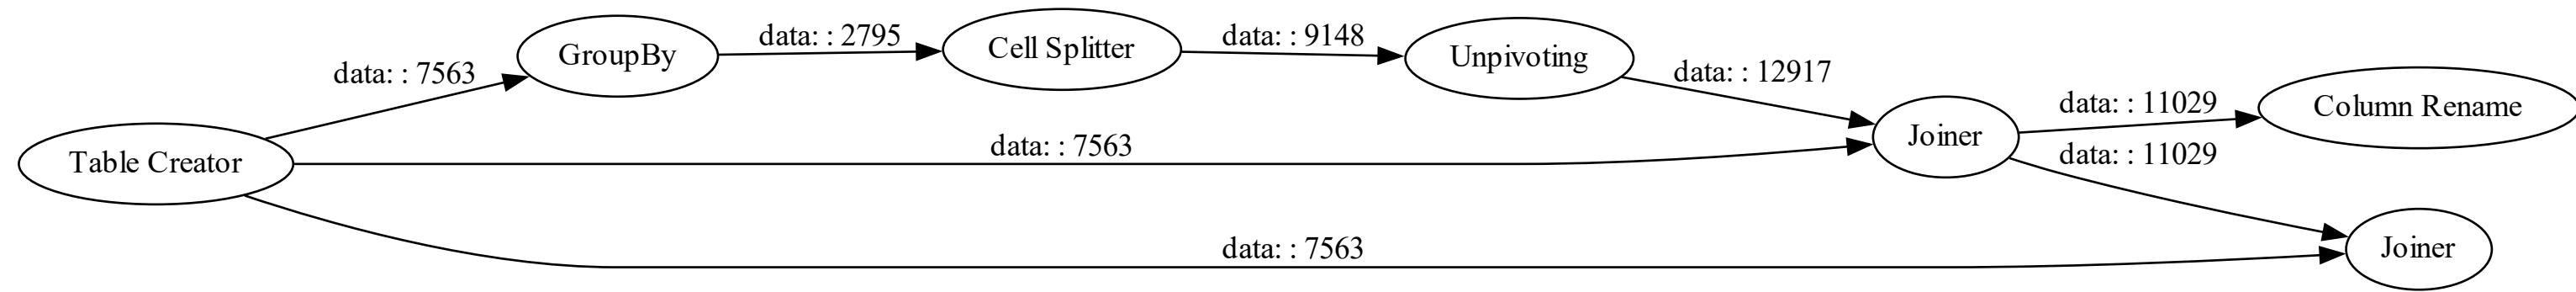 GroupBy
data: : 2795
Cell Splitter
data: : 9148
Unpivoting
data: : 7563
data: : 12917
data: : 11029
Column Rename
Joiner
data: : 7563
Table Creator
data: : 11029
data: : 7563
Joiner